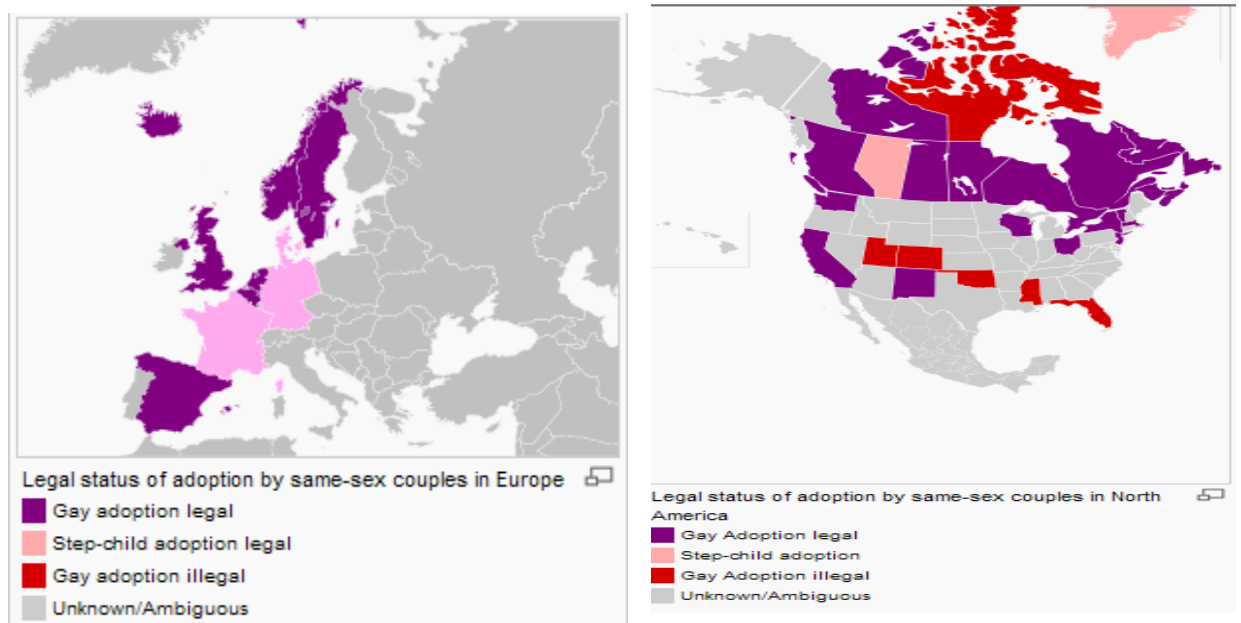 Legal status of adoption by same-sex couples in Europe
Gay adoption legal
Step-child adoption legal
Gay adoption illegal
Unknown/Ambiguous
Legal status of adoption by same-sex couples in North
America
Gay Adoption legal
Step-child adoption
Gay Adoption illegal
Unknown/Ambiguous